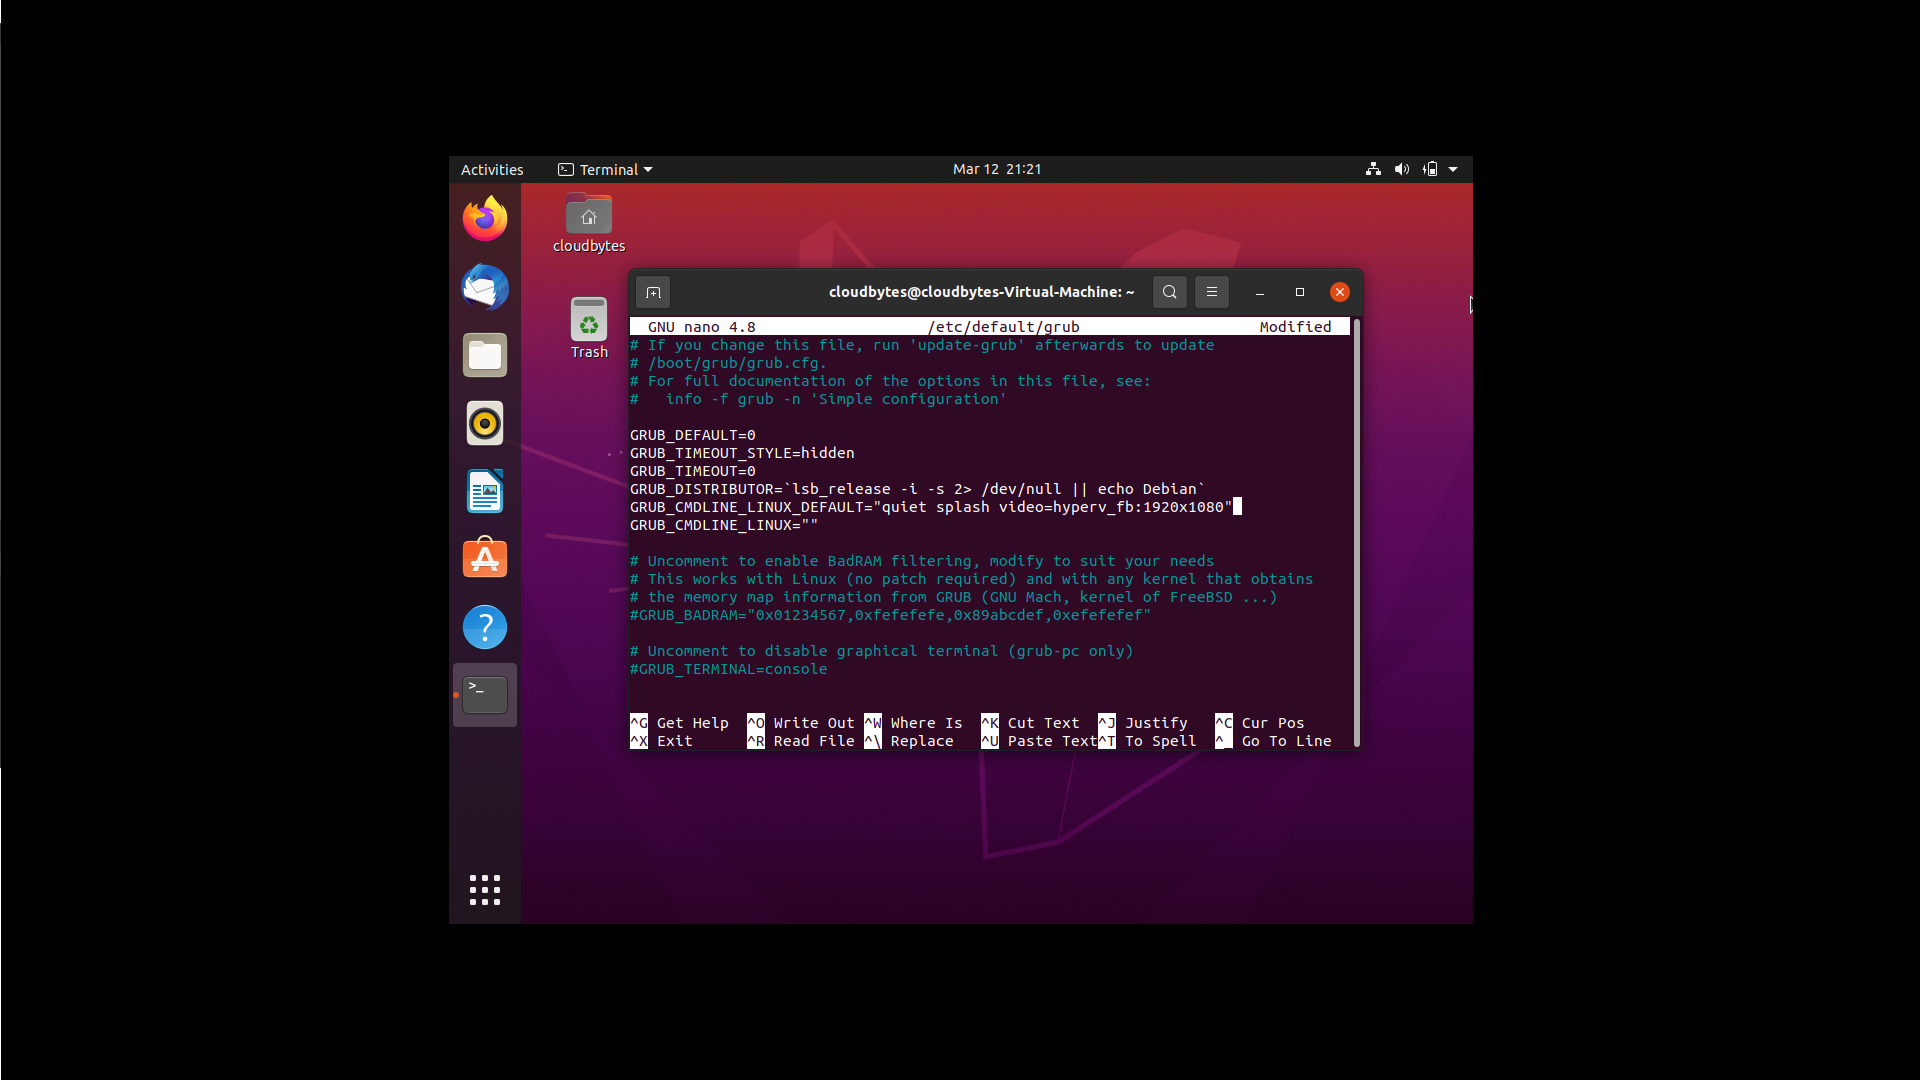 Activities Terminal Mar 12 21:21
cloudbytes
Trash
cloudbytes@cloudbytes-Virtual-Machine: ~
GNU nano 4.8 /etc/default/grub Modified
# If you change this file, run 'update-grub' afterwards to update
# /boot/grub/grub.cfg.
# For full documentation of the options in this file, see:
#   info -f grub -n 'Simple configuration'
GRUB_DEFAULT=0
GRUB_TIMEOUT_STYLE=hidden
GRUB_TIMEOUT=0
GRUB_DISTRIBUTOR=`lsb_release -i -s 2> /dev/null || echo Debian`
GRUB_CMDLINE_LINUX_DEFAULT="quiet splash video=hyperv_fb:1920x1080"
GRUB_CMDLINE_LINUX=""
# Uncomment to enable BadRAM filtering, modify to suit your needs
# This works with Linux (no patch required) and with any kernel that obtains
# the memory map information from GRUB (GNU Mach, kernel of FreeBSD ...)
#GRUB_BADRAM="0x01234567,0xfefefefe,0x89abcdef,0xefefefef"
# Uncomment to disable graphical terminal (grub-pc only)
#GRUB_TERMINAL=console
^G Get Help ^O Write Out ^W Where Is ^K Cut Text ^J Justify ^C Cur Pos
^X Exit ^R Read File ^\ Replace ^U Paste Text ^T To Spell ^_ Go To Line